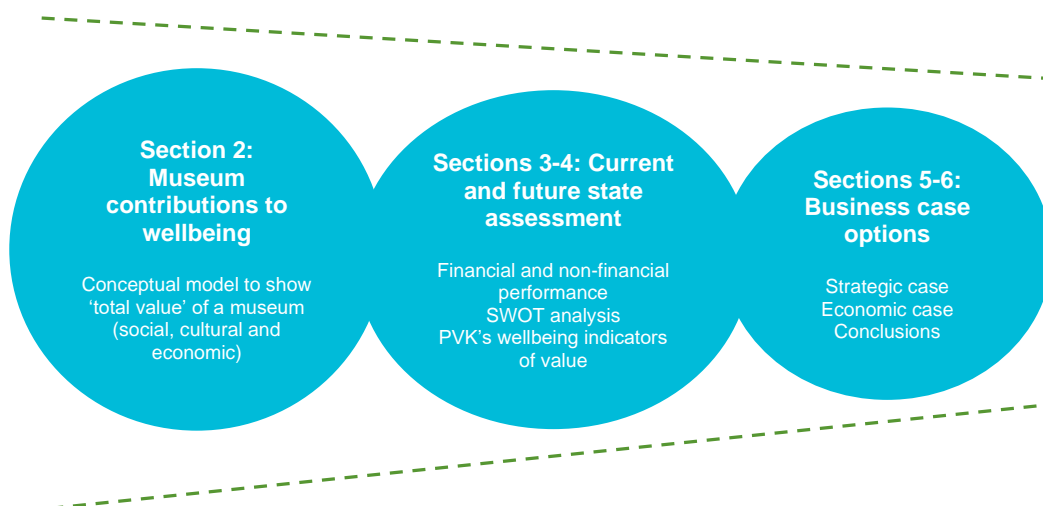 Section 2:
Museum
contributions to
wellbeing
Conceptual model to show
‘total value’ of a museum
(social, cultural and
economic)
Sections 3-4: Current
and future state
assessment
Financial and non-financial
performance
SWOT analysis
PVK’s wellbeing indicators
of value
Sections 5-6:
Business case
options
Strategic case
Economic case
Conclusions